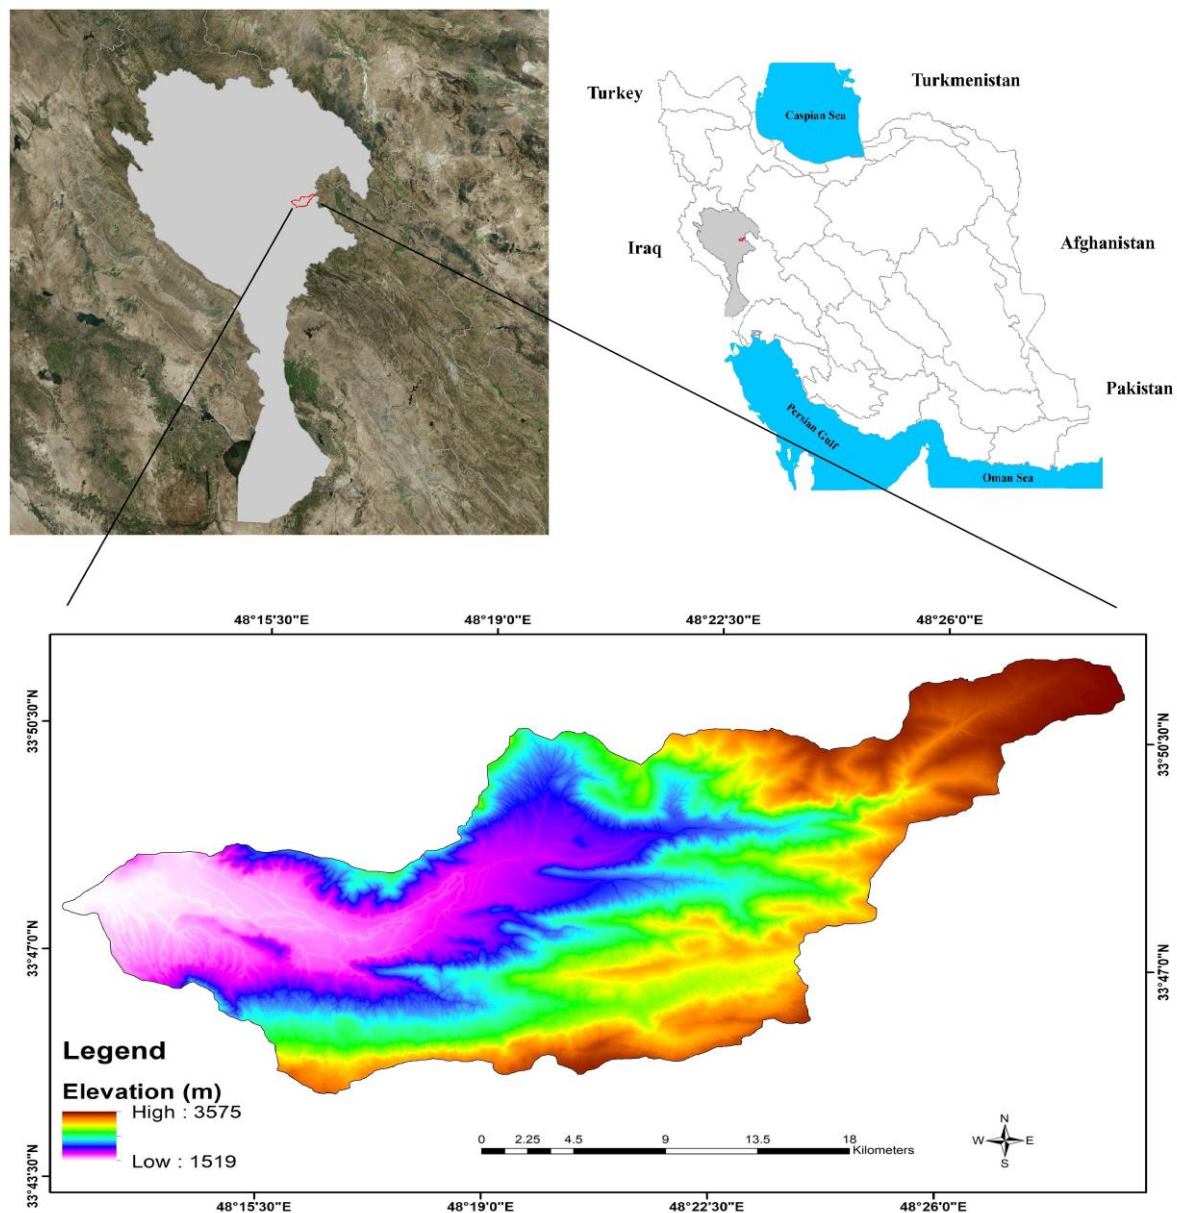 Turkey
Turkmenistan
Caspian Sea
Iraq
Afghanistan
Pakistan
Persian Gulf
Oman Sea
48°15'30"E
48°19'0"E
48°22'30"E
48°26'0"E
33°50'30"N
33°50'30"N
33°47'0"N
33°47'0"N
33°43'30"N
33°43'30"N
Legend
Elevation (m)
High : 3575
Low : 1519
0 2.25 4.5 9 13.5 18
Kilometers
N
W E
S
48°15'30"E
48°19'0"E
48°22'30"E
48°26'0"E